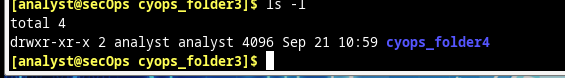 [analyst@secOps cyops_folder3]$ ls -l
total 4
drwxr-xr-x 2 analyst analyst 4096 Sep 21 10:59 cyops_folder4
[analyst@secOps cyops_folder3]$